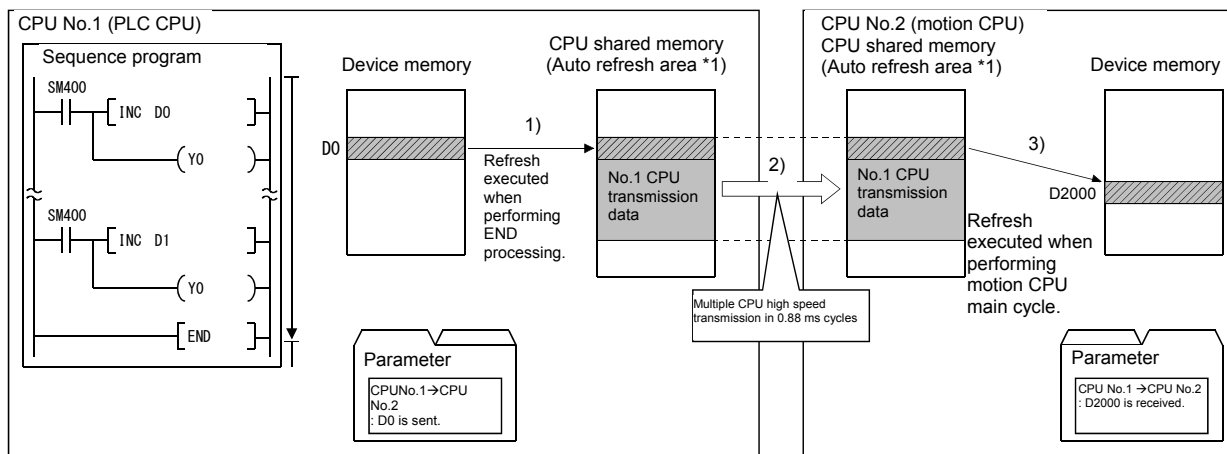 CPU No.1 (PLC CPU)
Sequence program
SM400
INC D0
Y0
SM400
INC D1
Y0
END
Device memory
D0
1)
Refresh
executed
when
performing
END
processing.
CPU shared memory
(Auto refresh area *1)
No.1 CPU
transmission
data
2)
Multiple CPU high speed
transmission in 0.88 ms cycles
Parameter
CPUNo.1→CPU
No.2
: D0 is sent.
CPU No.2 (motion CPU)
CPU shared memory
(Auto refresh area *1)
No.1 CPU
transmission
data
3)
Refresh
executed when
performing
motion CPU
main cycle.
Device memory
D2000
Parameter
CPU No.1 →CPU No.2
: D2000 is received.